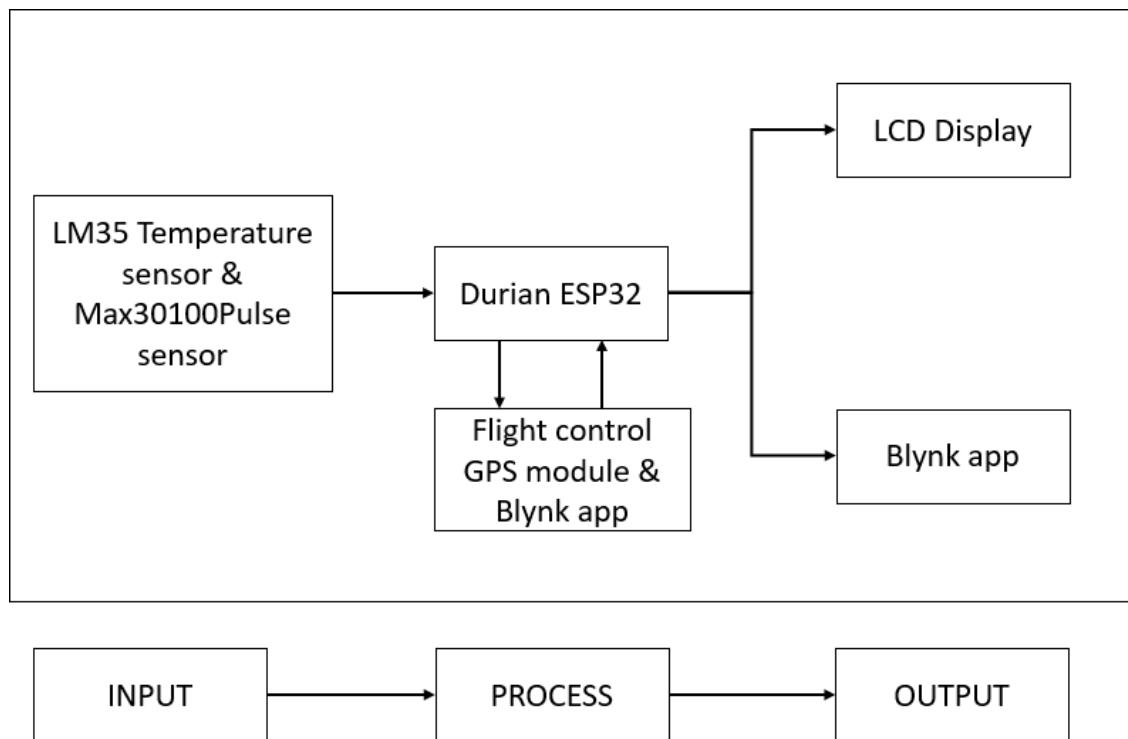 LCD Display
LM35 Temperature
sensor &
Max30100Pulse
sensor
Durian ESP32
Flight control
GPS module &
Blynk app
Blynk app
INPUT
PROCESS
OUTPUT